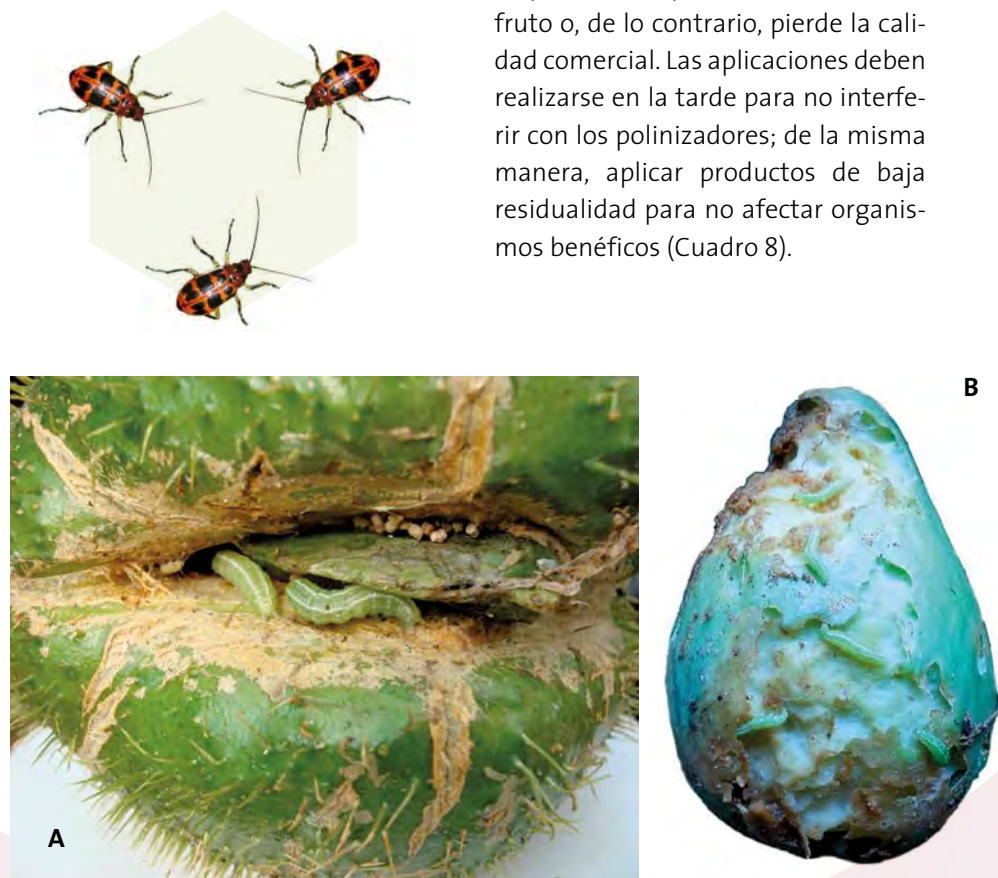 fruto o, de lo contrario, pierde la cali-
dad comercial. Las aplicaciones deben
realizarse en la tarde para no interfe-
rir con los polinizadores; de la misma
manera, aplicar productos de baja
residualidad para no afectar organis-
mos benéficos (Cuadro 8).
B
A